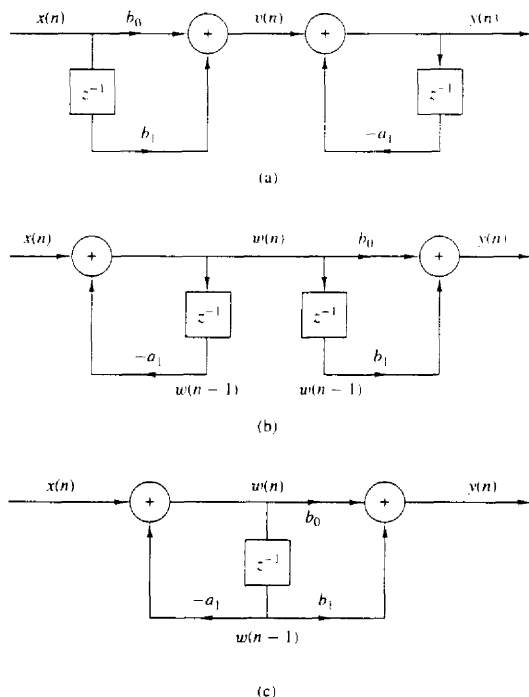 x(n) b₀ v(n) y(n)
+ +
z⁻¹ z⁻¹
b₁ −a₁
(a)
x(n) w(n) b₀ y(n)
+ +
z⁻¹ z⁻¹
−a₁ b₁
w(n − 1) w(n − 1)
(b)
x(n) w(n) y(n)
+ +
b₀
z⁻¹
−a₁ b₁
w(n − 1)
(c)